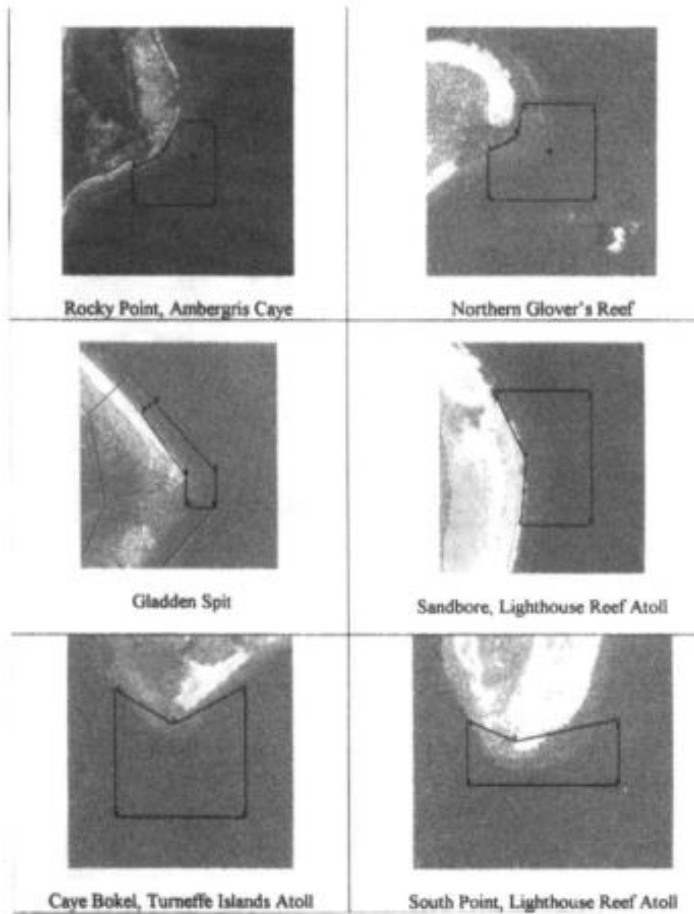 Rocky Point, Ambergris Caye
Northern Glover's Reef
Gladden Spit
Sandbore, Lighthouse Reef Atoll
Caye Bokel, Turneffe Islands Atoll
South Point, Lighthouse Reef Atoll